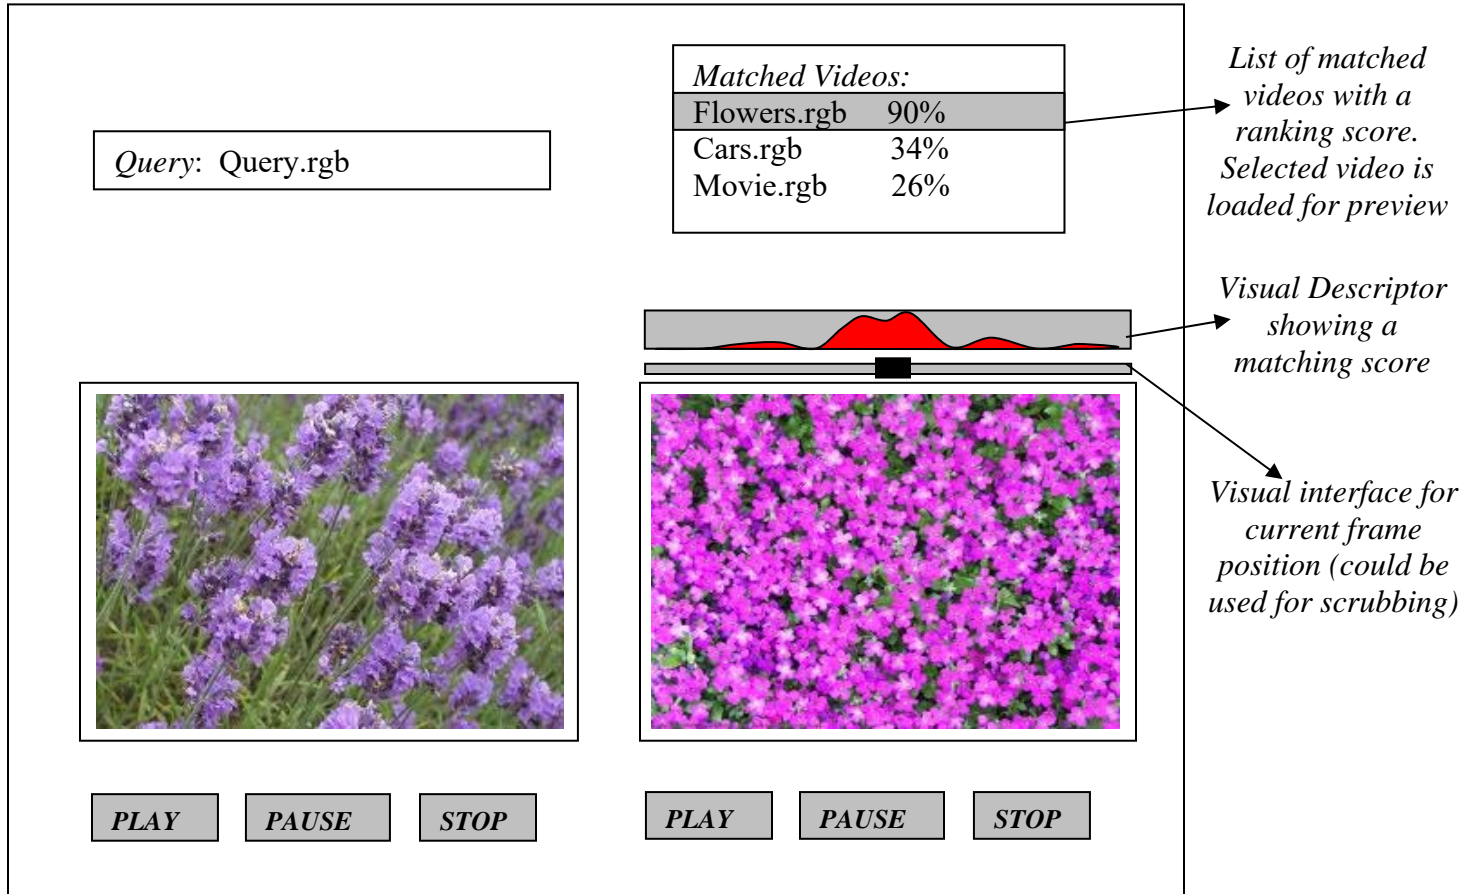 Query: Query.rgb
Matched Videos:
Flowers.rgb 90%
Cars.rgb 34%
Movie.rgb 26%
List of matched
videos with a
ranking score.
Selected video is
loaded for preview
Visual Descriptor
showing a
matching score
Visual interface for
current frame
position (could be
used for scrubbing)
PLAY PAUSE STOP
PLAY PAUSE STOP